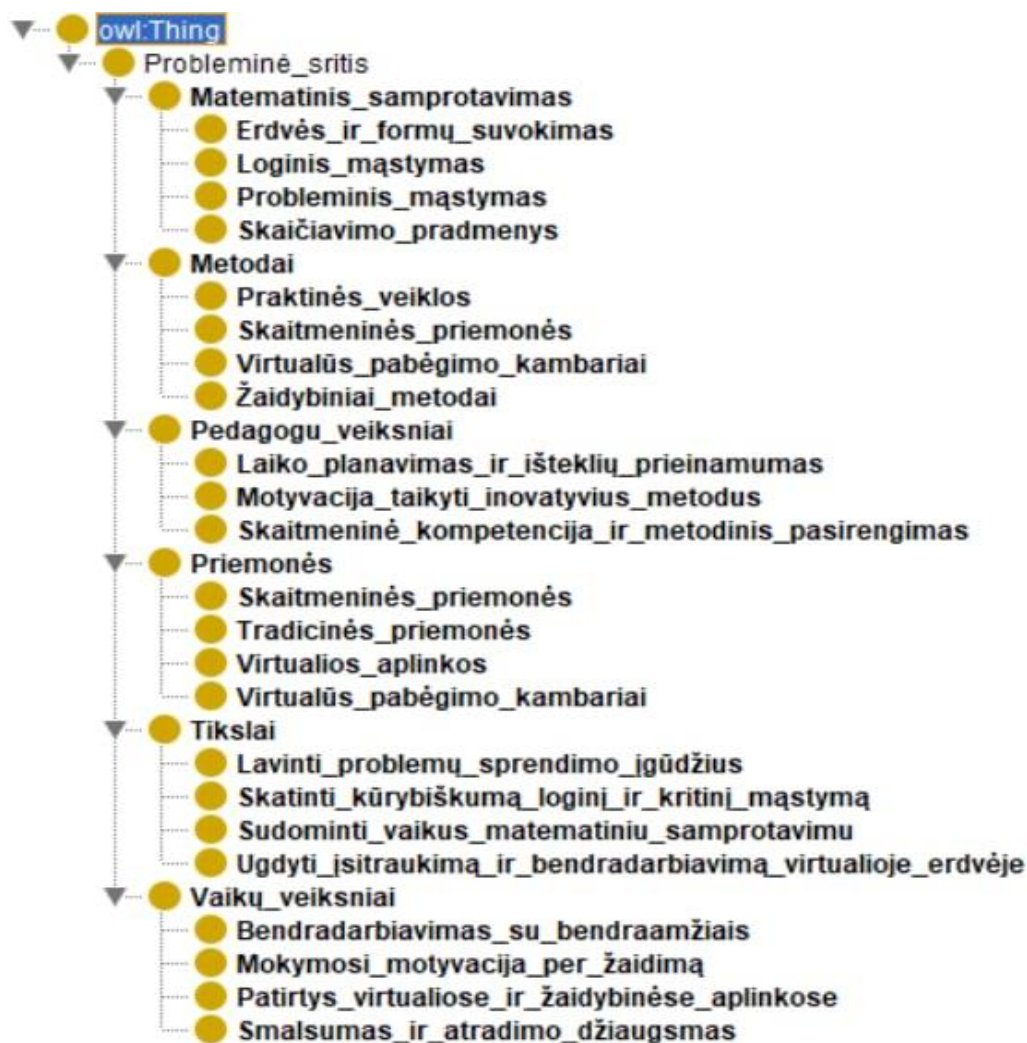 owl:Thing
Probleminė_sritis
Matematinis_samprotavimas
Erdvės_ir_formų_suvokimas
Loginis_mąstymas
Probleminis_mąstymas
Skaičiavimo_pradmenys
Metodai
Praktinės_veiklos
Skaitmeninės_priemonės
Virtualūs_pabėgimo_kambariai
Žaidybiniai_metodai
Pedagogu_veiksniai
Laiko_planavimas_ir_išteklių_prieinamumas
Motyvacija_taikyti_inovatyvius_metodus
Skaitmeninė_kompetencija_ir_metodinis_pasirengimas
Priemonės
Skaitmeninės_priemonės
Tradicinės_priemonės
Virtualios_aplinkos
Virtualūs_pabėgimo_kambariai
Tikslai
Lavinti_problemų_sprendimo_įgūdžius
Skatinti_kūrybiškumą_loginį_ir_kritinį_mąstymą
Sudominti_vaikus_matematiniu_samprotavimu
Ugdyti_įsitraukimą_ir_bendradarbiavimą_virtualioje_erdvėje
Vaikų_veiksniai
Bendradarbiavimas_su_bendraamžiais
Mokymosi_motyvacija_per_žaidimą
Patirtys_virtualiose_ir_žaidybinėse_aplinkose
Smalsumas_ir_atradimo_džiaugsmas